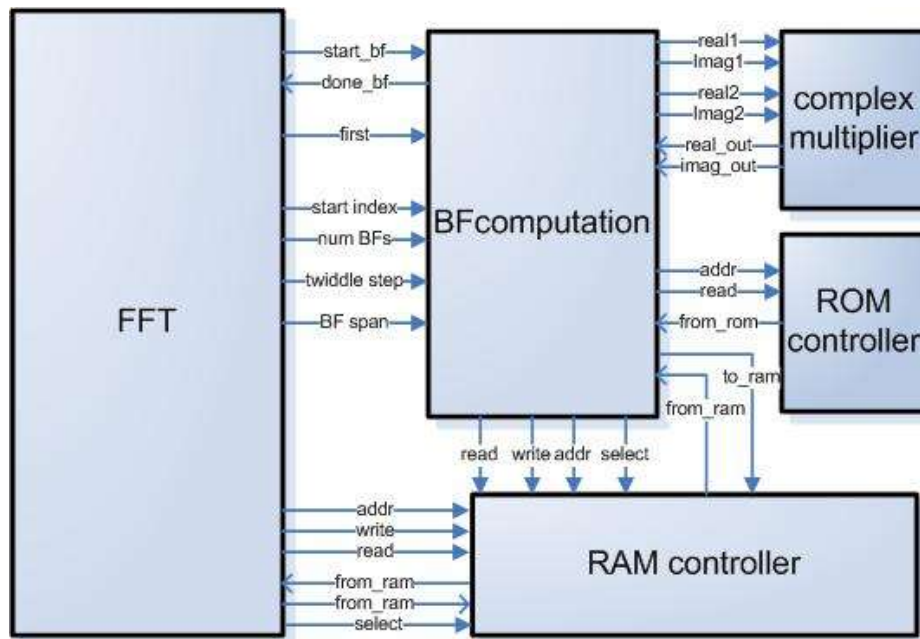 FFT
start_bf
done_bf
first
start index
num BFs
twiddle step
BF span
BFcomputation
real1
Imag1
real2
Imag2
real_out
imag_out
complex
multiplier
addr
read
from_rom
ROM
controller
to_ram
from_ram
read
write
addr
select
addr
write
read
from_ram
from_ram
select
RAM controller